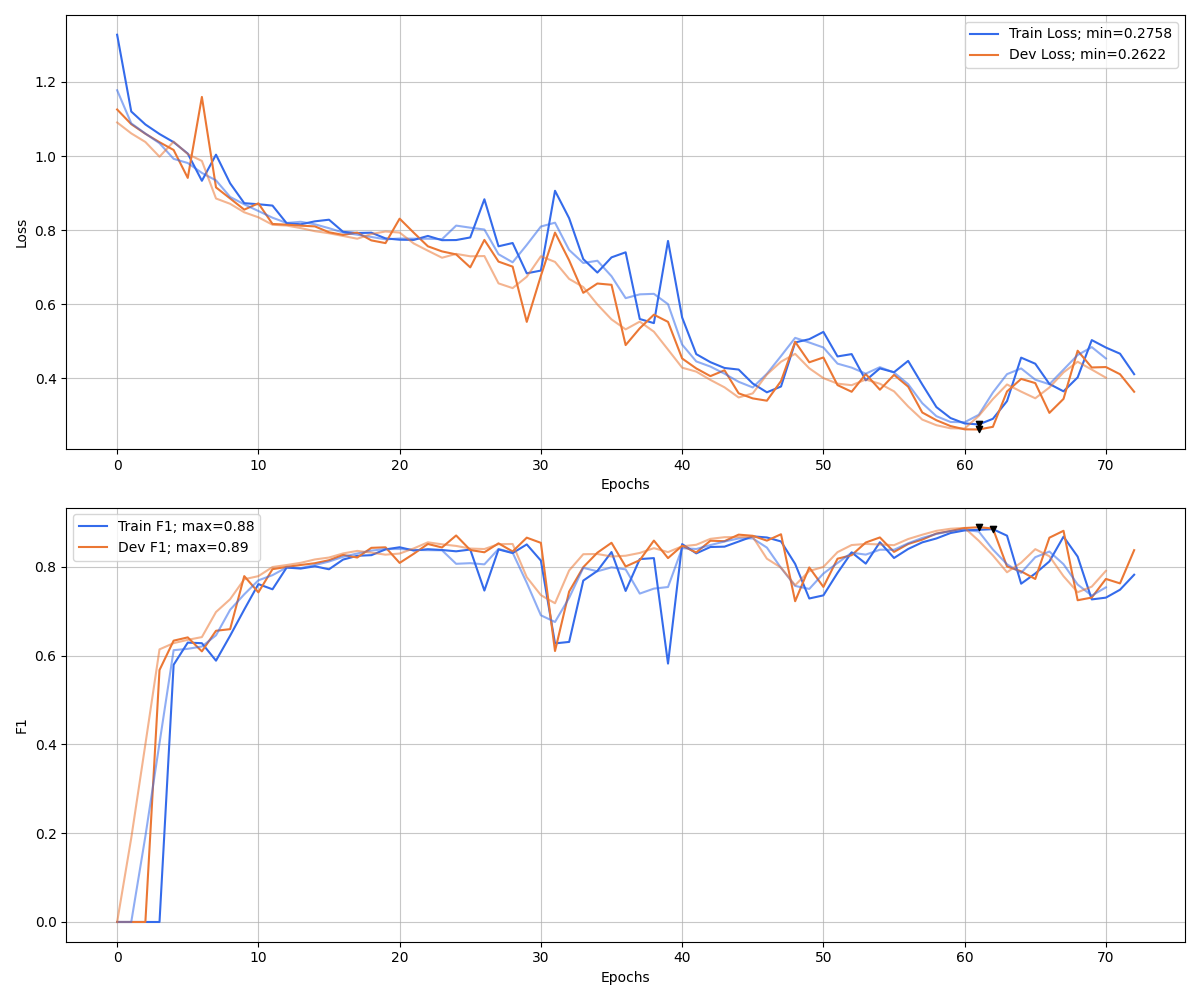 Train Loss; min=0.2758
Dev Loss; min=0.2622
1.2
1.0
0.8
0.6
0.4
Loss
0 10 20 30 40 50 60 70
Epochs
Train F1; max=0.88
Dev F1; max=0.89
0.8
0.6
0.4
0.2
0.0
F1
0 10 20 30 40 50 60 70
Epochs